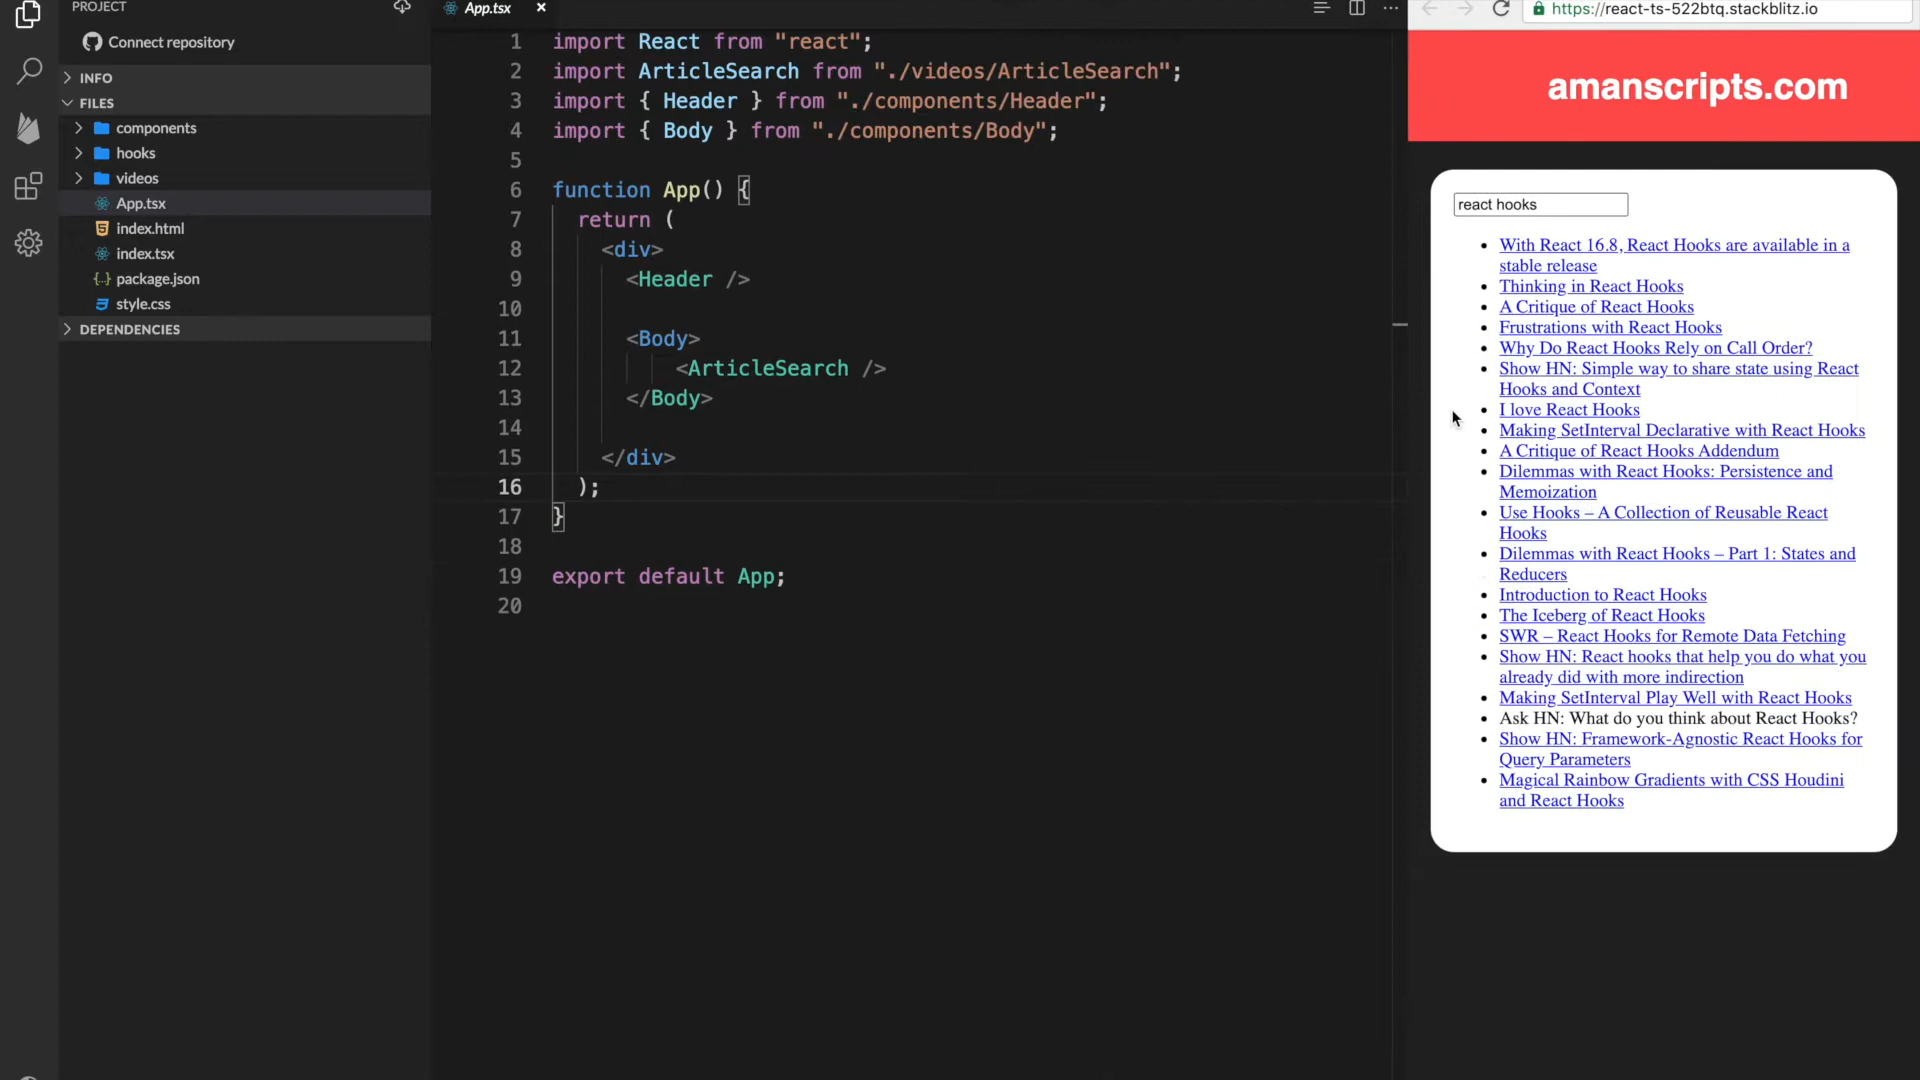 PROJECT
Connect repository
INFO
FILES
components
hooks
videos
App.tsx
index.html
index.tsx
package.json
style.css
DEPENDENCIES
App.tsx
1 import React from "react";
2 import ArticleSearch from "./videos/ArticleSearch";
3 import { Header } from "./components/Header";
4 import { Body } from "./components/Body";
5
6 function App() {
7 return (
8 <div>
9 <Header />
10
11 <Body>
12 <ArticleSearch />
13 </Body>
14
15 </div>
16 );
17 }
18
19 export default App;
20
https://react-ts-522btq.stackblitz.io
amanscripts.com
react hooks
With React 16.8, React Hooks are available in a
stable release
Thinking in React Hooks
A Critique of React Hooks
Frustrations with React Hooks
Why Do React Hooks Rely on Call Order?
Show HN: Simple way to share state using React
Hooks and Context
I love React Hooks
Making SetInterval Declarative with React Hooks
A Critique of React Hooks Addendum
Dilemmas with React Hooks: Persistence and
Memoization
Use Hooks – A Collection of Reusable React
Hooks
Dilemmas with React Hooks – Part 1: States and
Reducers
Introduction to React Hooks
The Iceberg of React Hooks
SWR – React Hooks for Remote Data Fetching
Show HN: React hooks that help you do what you
already did with more indirection
Making SetInterval Play Well with React Hooks
Ask HN: What do you think about React Hooks?
Show HN: Framework-Agnostic React Hooks for
Query Parameters
Magical Rainbow Gradients with CSS Houdini
and React Hooks